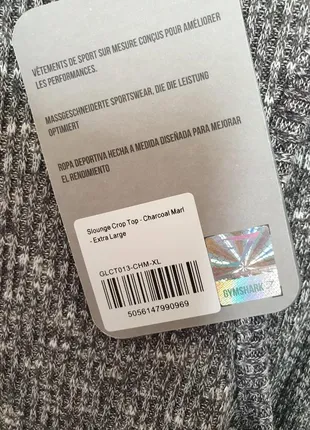 VÊTEMENTS DE SPORT SUR MESURE CONÇUS POUR AMÉLIORER
LES PERFORMANCES.
MASSGESCHNEIDERTE SPORTSWEAR, DIE DIE LEISTUNG
OPTIMIERT
ROPA DEPORTIVA HECHA A MEDIDA DISEÑADA PARA MEJORAR
EL RENDIMIENTO
Slounge Crop Top - Charcoal Marl
- Extra Large
GLCT013-CHM-XL
5056147990969
GYMSHARK